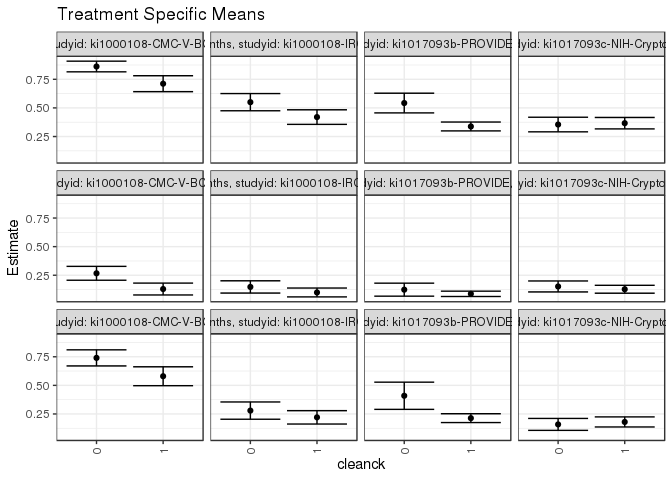 Treatment Specific Means
udyid: ki1000108-CMC-V-BC
nths, studyid: ki1000108-IRC
dyid: ki1017093b-PROVIDE
udyid: ki1017093c-NIH-Crypto
0.75
0.50
0.25
dyid: ki1000108-CMC-V-BC
nths, studyid: ki1000108-IRC
dyid: ki1017093b-PROVIDE,
yid: ki1017093c-NIH-Crypto
0.75
0.50
0.25
udyid: ki1000108-CMC-V-BC
nths, studyid: ki1000108-IRC
udyid: ki1017093b-PROVIDE
udyid: ki1017093c-NIH-Crypto
0.75
0.50
0.25
Estimate
0 1 0 1 0 1 0 1
cleanck